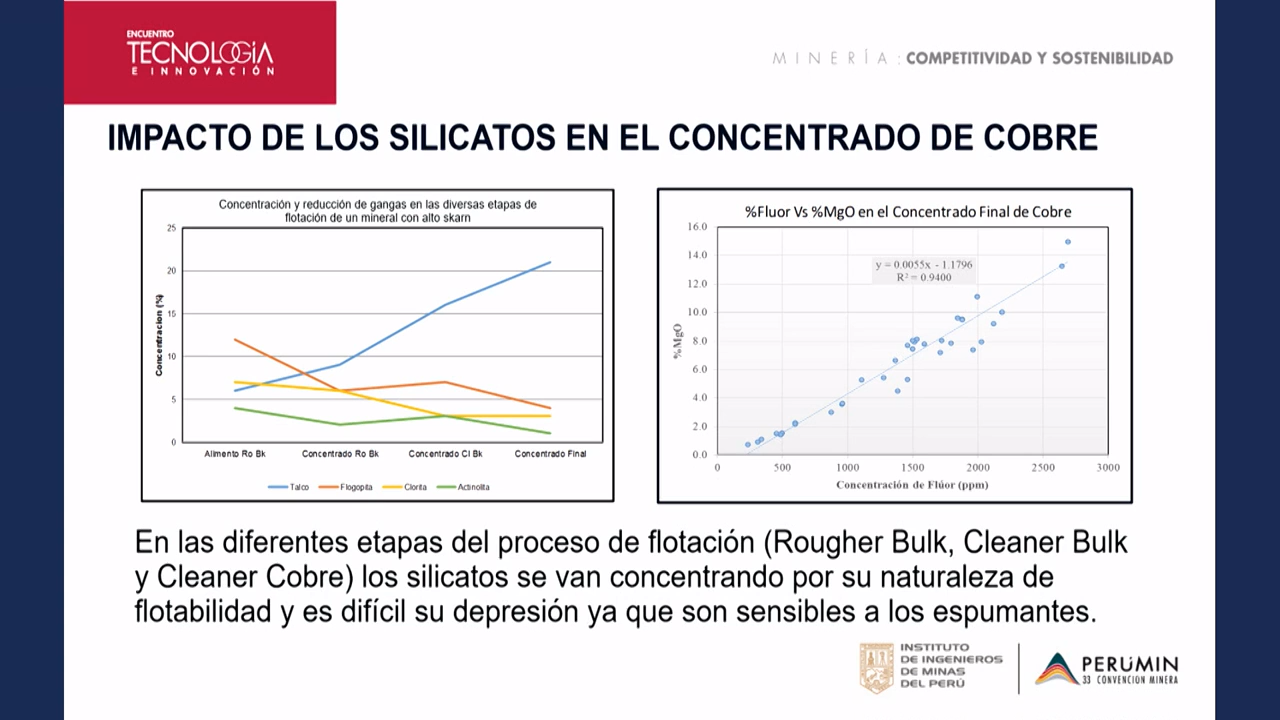 ENCUENTRO
TECNOLOGÍA
E INNOVACIÓN
MINERÍA: COMPETITIVIDAD Y SOSTENIBILIDAD
IMPACTO DE LOS SILICATOS EN EL CONCENTRADO DE COBRE
Concentración y reducción de gangas en las diversas etapas de
flotación de un mineral con alto skarn
25
20
15
10
5
0
Concentracion (%)
Alimento Ro Bk
Concentrado Ro Bk
Concentrado Cl Bk
Concentrado Final
Talco
Flogopita
Clorita
Actinolita
%Fluor Vs %MgO en el Concentrado Final de Cobre
16.0
14.0
12.0
10.0
8.0
6.0
4.0
2.0
0.0
%MgO
y = 0.0055x - 1.1796
R² = 0.9400
0
500
1000
1500
2000
2500
3000
Concentración de Flúor (ppm)
En las diferentes etapas del proceso de flotación (Rougher Bulk, Cleaner Bulk
y Cleaner Cobre) los silicatos se van concentrando por su naturaleza de
flotabilidad y es difícil su depresión ya que son sensibles a los espumantes.
INSTITUTO
DE INGENIEROS
DE MINAS
DEL PERÚ
PERUMIN
33 CONVENCIÓN MINERA